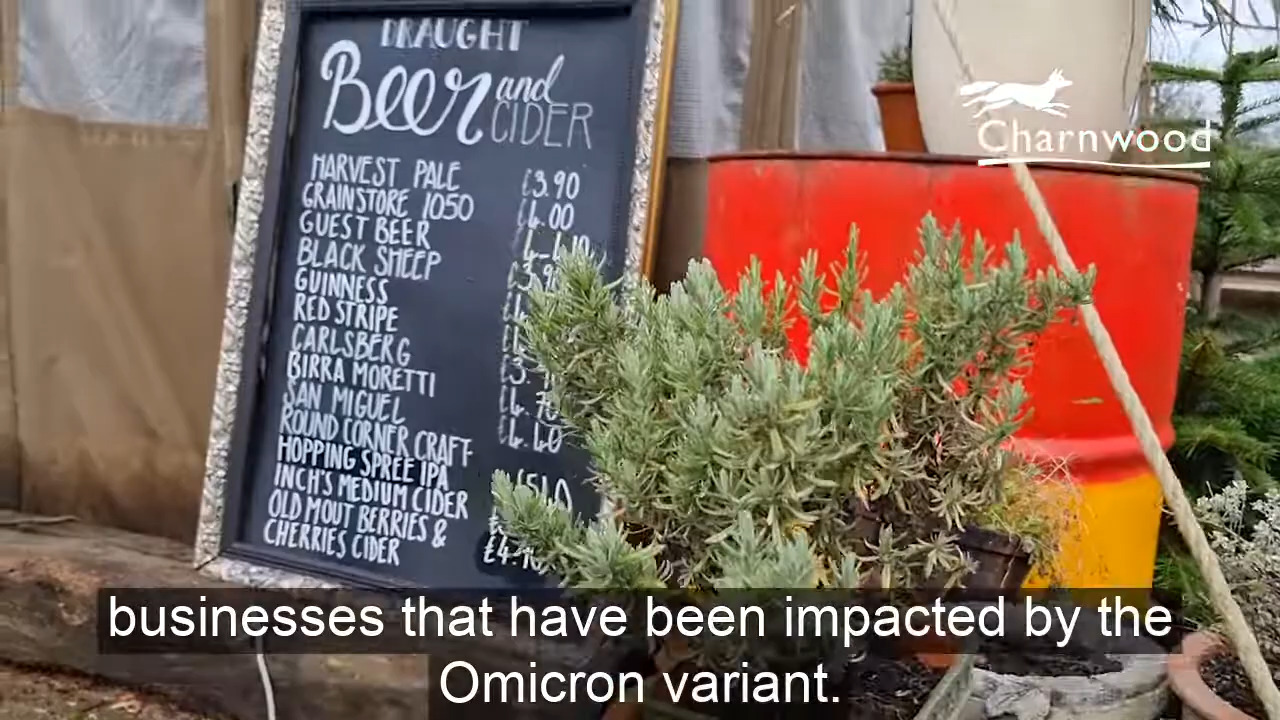 DRAUGHT
Beer and
CIDER
HARVEST PALE £3.90
GRAINSTORE 1050 £4.00
GUEST BEER
BLACK SHEEP
GUINNESS
RED STRIPE
CARLSBERG
BIRRA MORETTI
SAN MIGUEL £4.40
ROUND CORNER CRAFT
HOPPING SPREE IPA
INCH'S MEDIUM CIDER
OLD MOUT BERRIES &
CHERRIES CIDER
Charnwood
businesses that have been impacted by the
Omicron variant.